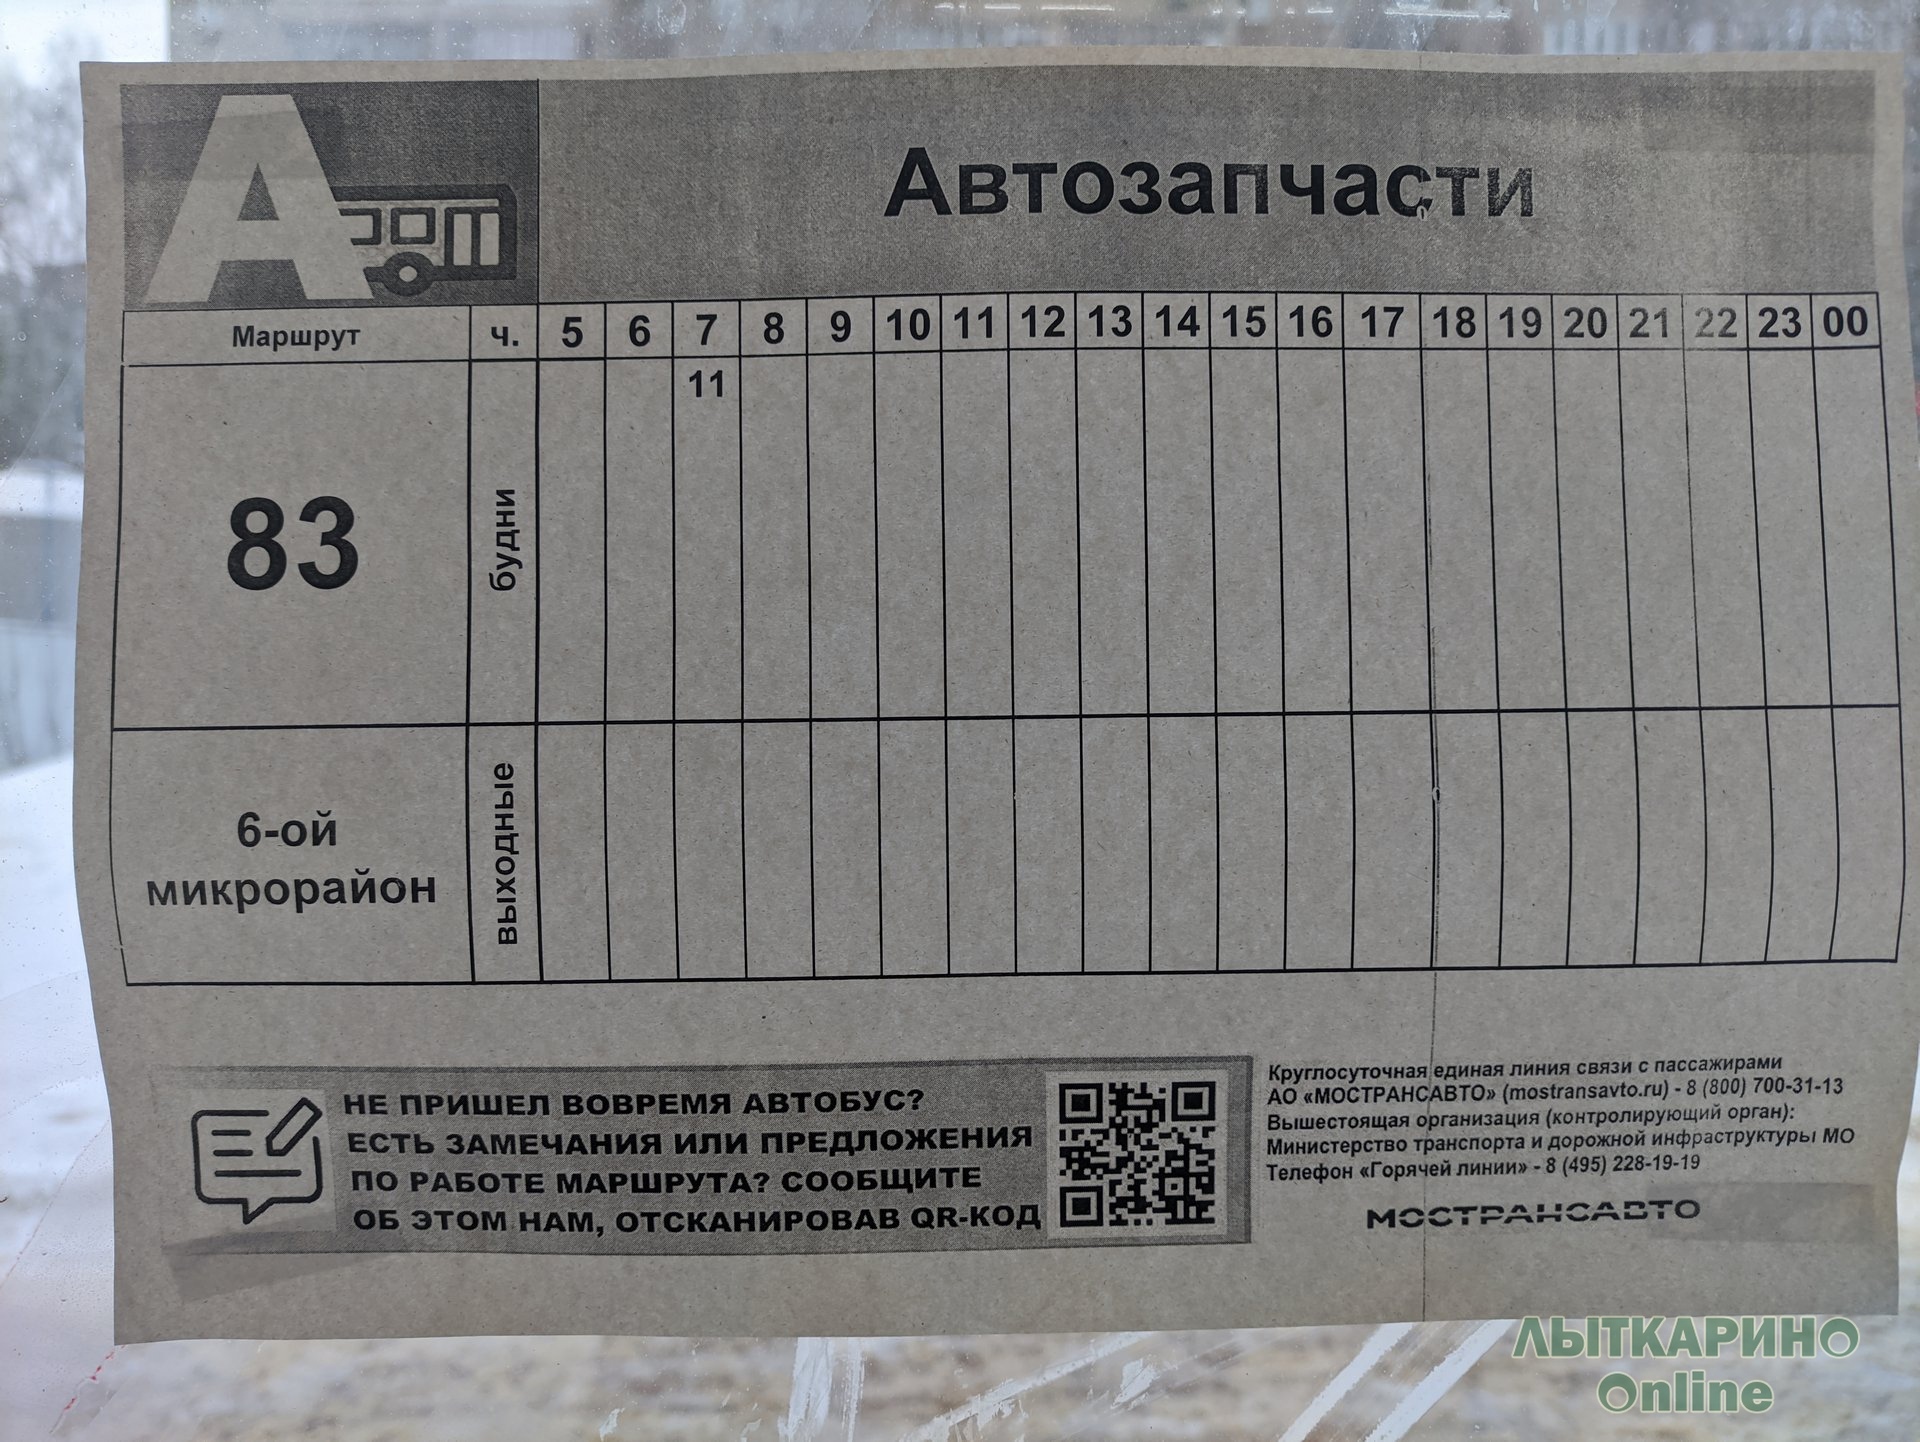 А
Автозапчасти
Маршрут ч. 5 6 7 8 9 10 11 12 13 14 15 16 17 18 19 20 21 22 23 00
83 будни 11
6-ой
микрорайон
выходные
НЕ ПРИШЕЛ ВОВРЕМЯ АВТОБУС?
ЕСТЬ ЗАМЕЧАНИЯ ИЛИ ПРЕДЛОЖЕНИЯ
ПО РАБОТЕ МАРШРУТА? СООБЩИТЕ
ОБ ЭТОМ НАМ, ОТСКАНИРОВАВ QR-КОД
Круглосуточная единая линия связи с пассажирами
АО «МОСТРАНСАВТО» (mostransavto.ru) - 8 (800) 700-31-13
Вышестоящая организация (контролирующий орган):
Министерство транспорта и дорожной инфраструктуры МО
Телефон «Горячей линии» - 8 (495) 228-19-19
МОСТРАНСАВТО
ЛЫТКАРИНО
Online